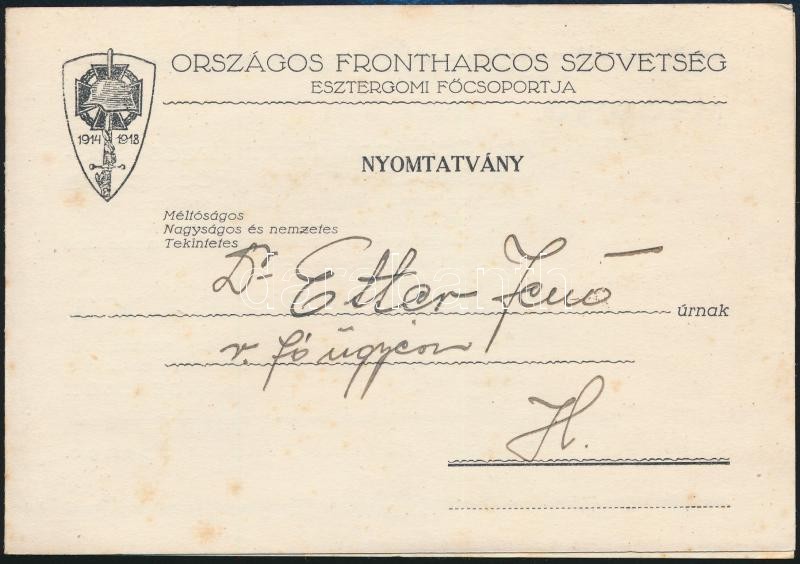 ORSZÁGOS FRONTHARCOS SZÖVETSÉG
ESZTERGOMI FŐCSOPORTJA
1914 1918
NYOMTATVÁNY
Méltóságos
Nagyságos és nemzetes
Tekintetes
Dr Etter Jenő
úrnak
v. főügyész
H.